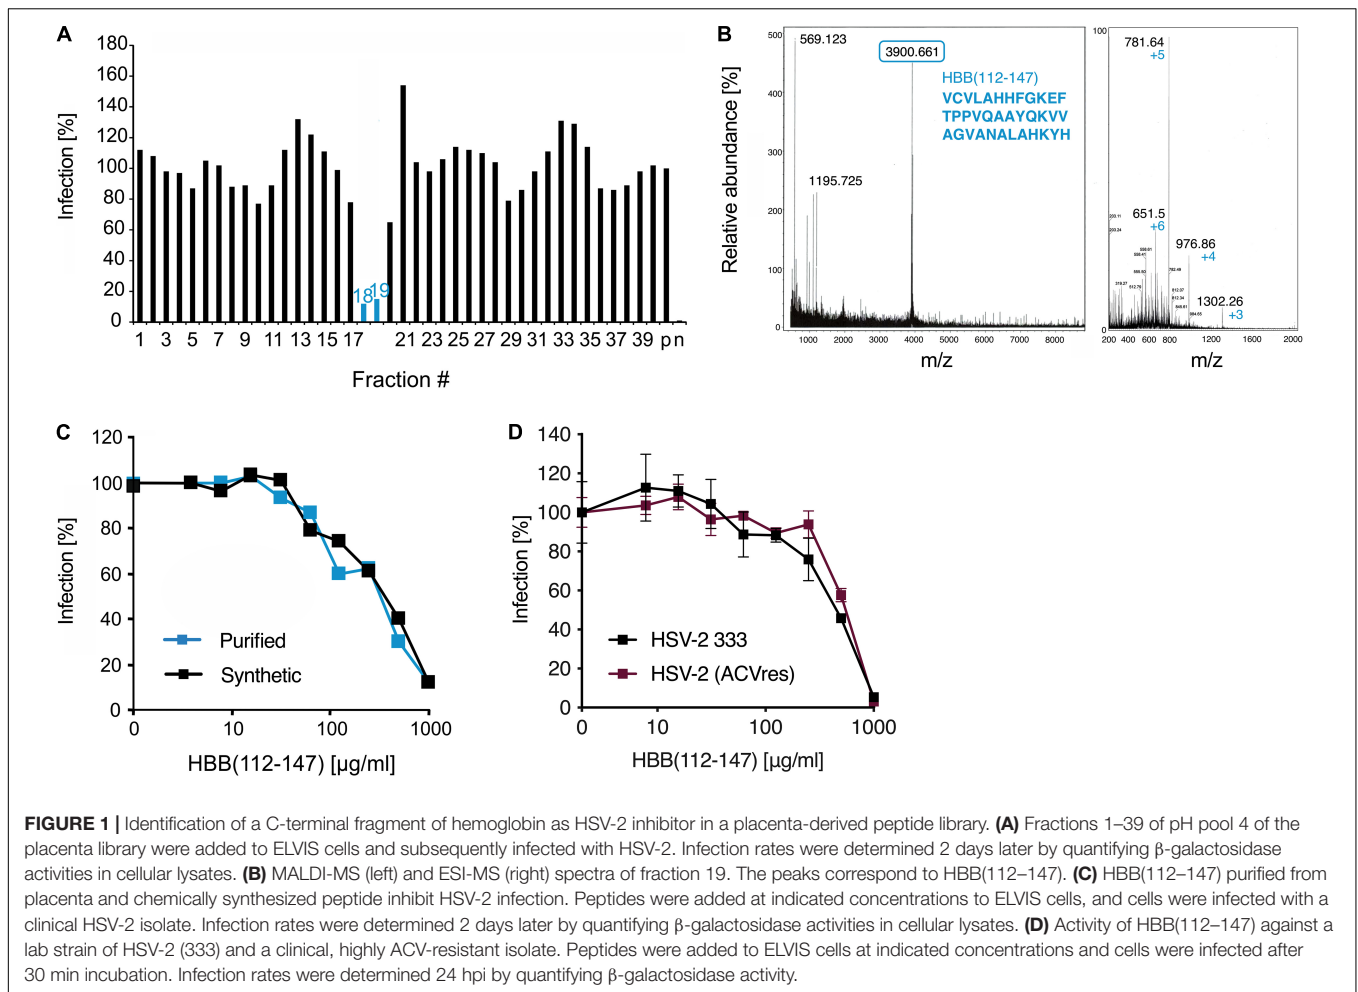 A
Infection [%]
180
160
140
120
100
80
60
40
20
0
18 19
1 3 5 7 9 11 13 15 17 21 23 25 27 29 31 33 35 37 39 p n
Fraction #
B
Relative abundance [%]
500
400
300
200
100
0
569.123
3900.661
HBB(112-147)
VCVLAHHFGKEF
TPPVQAAYQKVV
AGVANALAHKYH
1195.725
1000 2000 3000 4000 5000 6000 7000 8000
m/z
100
0
781.64
+5
651.5
+6
976.86
+4
1302.26
+3
200 400 600 800 1200 1600 2000
m/z
C
Infection [%]
120
100
80
60
40
20
0
Purified
Synthetic
0 10 100 1000
HBB(112-147) [µg/ml]
D
Infection [%]
140
120
100
80
60
40
20
0
HSV-2 333
HSV-2 (ACVres)
0 10 100 1000
HBB(112-147) [µg/ml]
FIGURE 1 | Identification of a C-terminal fragment of hemoglobin as HSV-2 inhibitor in a placenta-derived peptide library. (A) Fractions 1–39 of pH pool 4 of the
placenta library were added to ELVIS cells and subsequently infected with HSV-2. Infection rates were determined 2 days later by quantifying β-galactosidase
activities in cellular lysates. (B) MALDI-MS (left) and ESI-MS (right) spectra of fraction 19. The peaks correspond to HBB(112–147). (C) HBB(112–147) purified from
placenta and chemically synthesized peptide inhibit HSV-2 infection. Peptides were added at indicated concentrations to ELVIS cells, and cells were infected with a
clinical HSV-2 isolate. Infection rates were determined 2 days later by quantifying β-galactosidase activities in cellular lysates. (D) Activity of HBB(112–147) against a
lab strain of HSV-2 (333) and a clinical, highly ACV-resistant isolate. Peptides were added to ELVIS cells at indicated concentrations and cells were infected after
30 min incubation. Infection rates were determined 24 hpi by quantifying β-galactosidase activity.